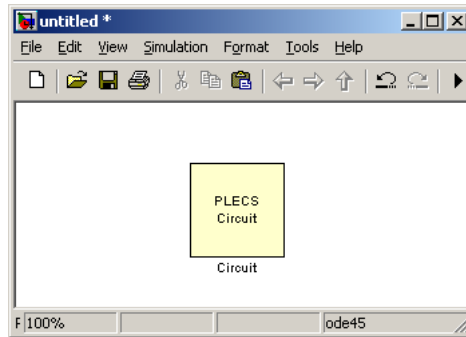 untitled *
File Edit View Simulation Format Tools Help
PLECS
Circuit
Circuit
F 100% ode45